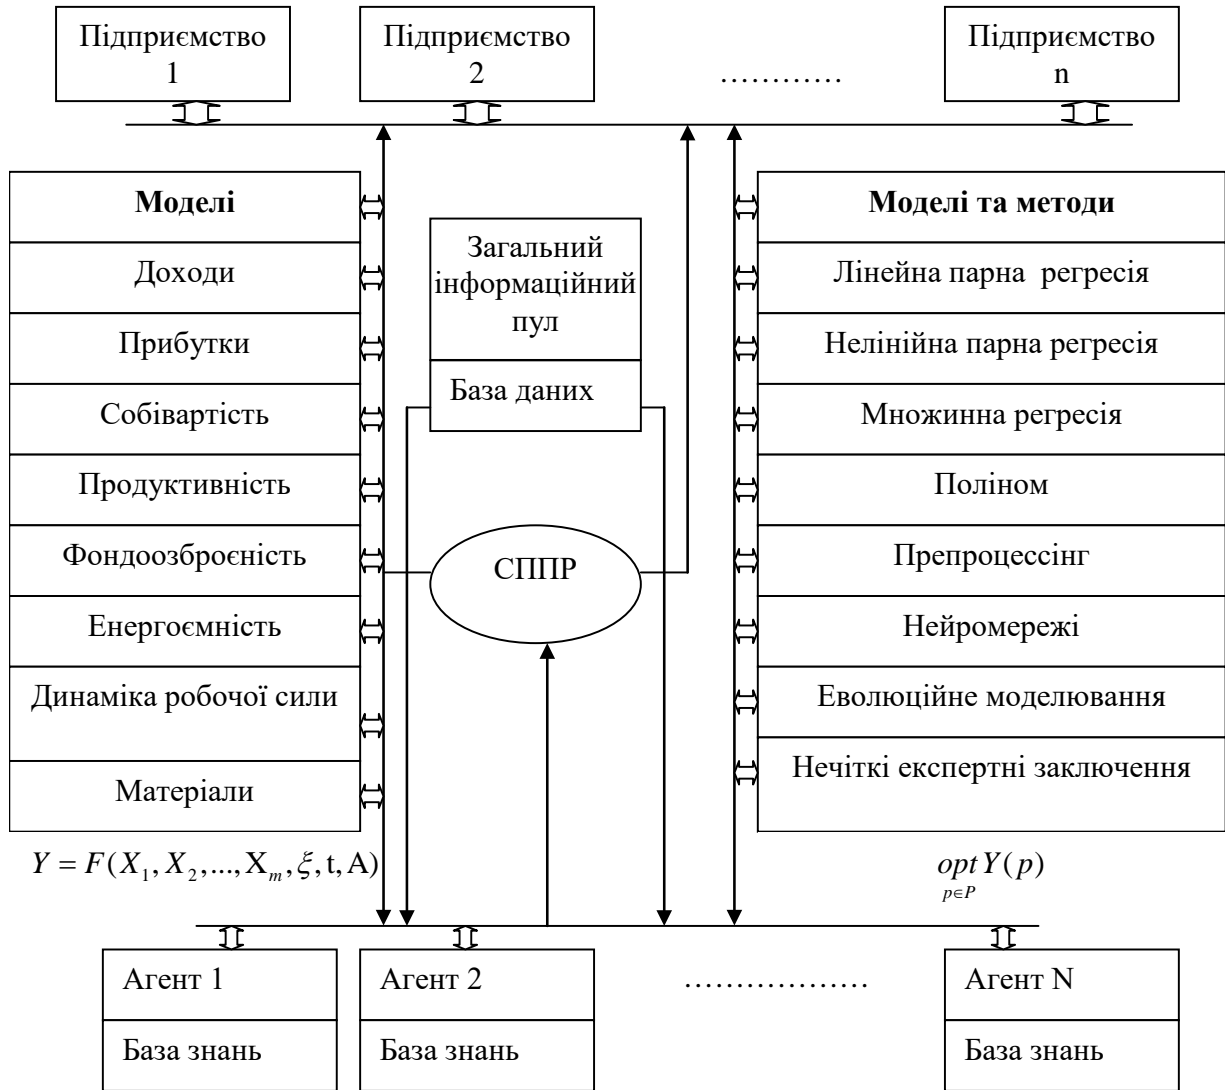 Підприємство
1
Підприємство
2
…………
Підприємство
n
Моделі
Доходи
Прибутки
Собівартість
Продуктивність
Фондоозброєність
Енергоємність
Динаміка робочої сили
Матеріали
Загальний
інформаційний
пул
База даних
СППР
Моделі та методи
Лінейна парна регресія
Нелінійна парна регресія
Множинна регресія
Поліном
Препроцессінг
Нейромережі
Еволюційне моделювання
Нечіткі експертні заключення
Y = F(X₁, X₂,..., Xₘ, ξ, t, A)
opt Y(p)
p∈P
Агент 1
База знань
Агент 2
База знань
………………
Агент N
База знань